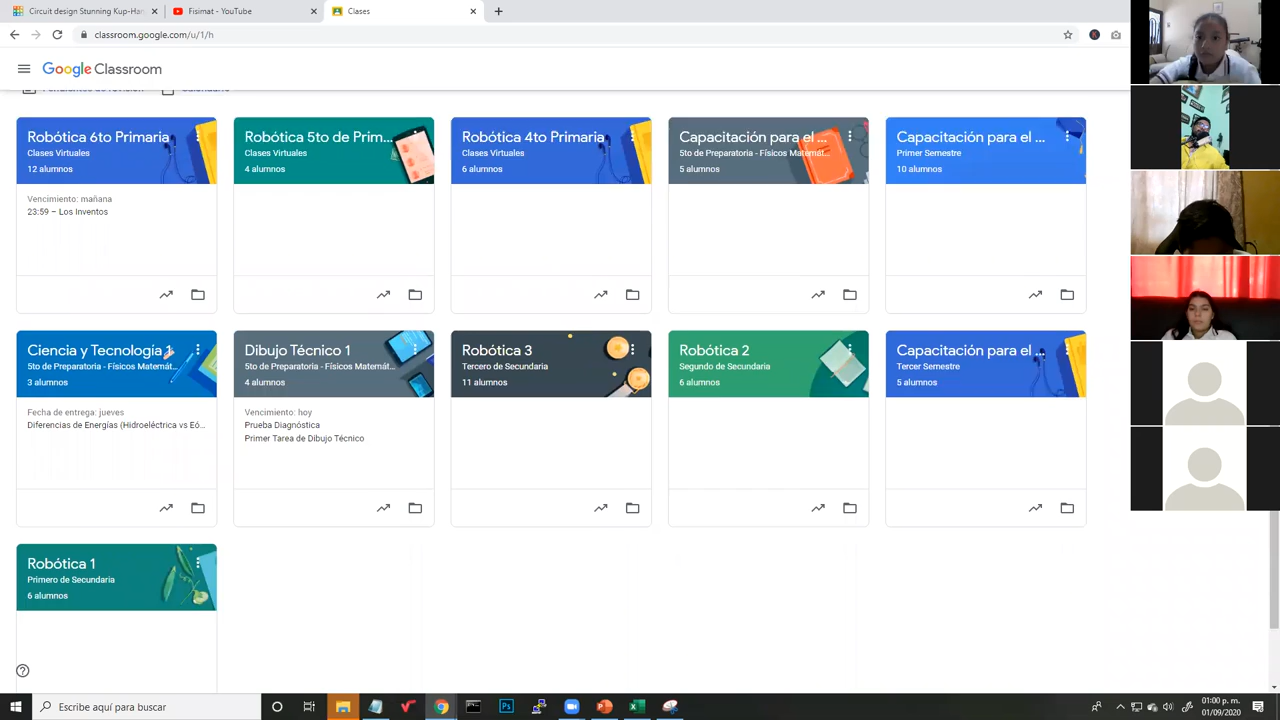 Circuit design Stunning Kup-Han
Fisimat - YouTube
Clases
classroom.google.com/u/1/h
Google Classroom
Calendario
Robótica 6to Primaria
Clases Virtuales
12 alumnos
Vencimiento: mañana
23:59 – Los Inventos
Robótica 5to de Prim...
Clases Virtuales
4 alumnos
Robótica 4to Primaria
Clases Virtuales
6 alumnos
Capacitación para el ...
5to de Preparatoria - Físicos Matemát...
5 alumnos
Capacitación para el ...
Primer Semestre
10 alumnos
Ciencia y Tecnología 1
5to de Preparatoria - Físicos Matemát...
3 alumnos
Fecha de entrega: jueves
Diferencias de Energías (Hidroeléctrica vs Eó...
Dibujo Técnico 1
5to de Preparatoria - Físicos Matemát...
4 alumnos
Vencimiento: hoy
Prueba Diagnóstica
Primer Tarea de Dibujo Técnico
Robótica 3
Tercero de Secundaria
11 alumnos
Robótica 2
Segundo de Secundaria
6 alumnos
Capacitación para el ...
Tercer Semestre
5 alumnos
Robótica 1
Primero de Secundaria
6 alumnos
Escribe aquí para buscar
01:00 p. m.
01/09/2020